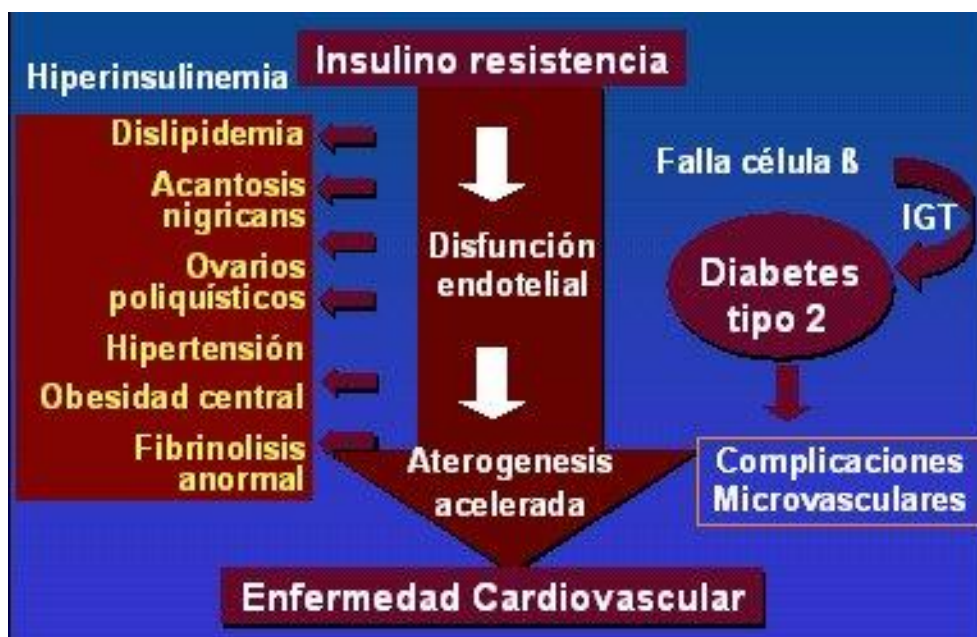 Insulino resistencia
Hiperinsulinemia
Dislipidemia
Acantosis
nigricans
Ovarios
poliquísticos
Hipertensión
Obesidad central
Fibrinolisis
anormal
Disfunción
endotelial
Aterogenesis
acelerada
Falla célula ß
IGT
Diabetes
tipo 2
Complicaciones
Microvasculares
Enfermedad Cardiovascular